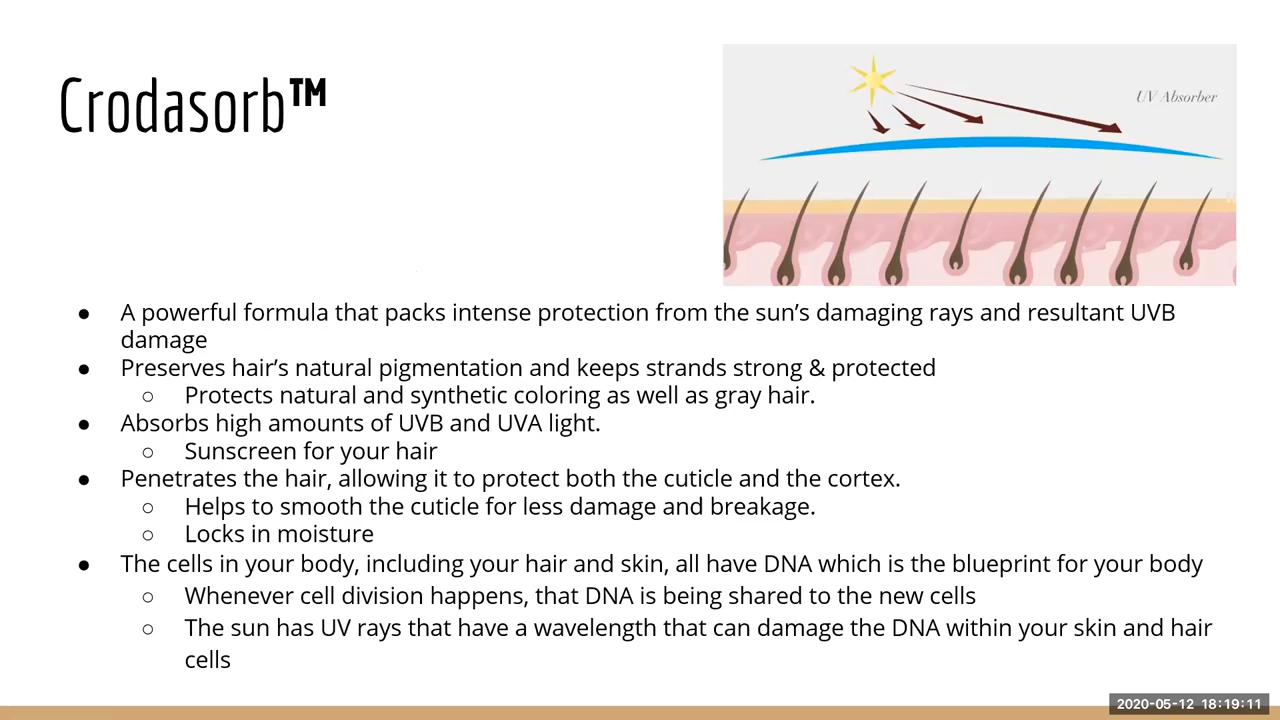 Crodasorb™
UV Absorber
● A powerful formula that packs intense protection from the sun’s damaging rays and resultant UVB
damage
● Preserves hair’s natural pigmentation and keeps strands strong & protected
○ Protects natural and synthetic coloring as well as gray hair.
● Absorbs high amounts of UVB and UVA light.
○ Sunscreen for your hair
● Penetrates the hair, allowing it to protect both the cuticle and the cortex.
○ Helps to smooth the cuticle for less damage and breakage.
○ Locks in moisture
● The cells in your body, including your hair and skin, all have DNA which is the blueprint for your body
○ Whenever cell division happens, that DNA is being shared to the new cells
○ The sun has UV rays that have a wavelength that can damage the DNA within your skin and hair
cells
2020-05-12 18:19:11